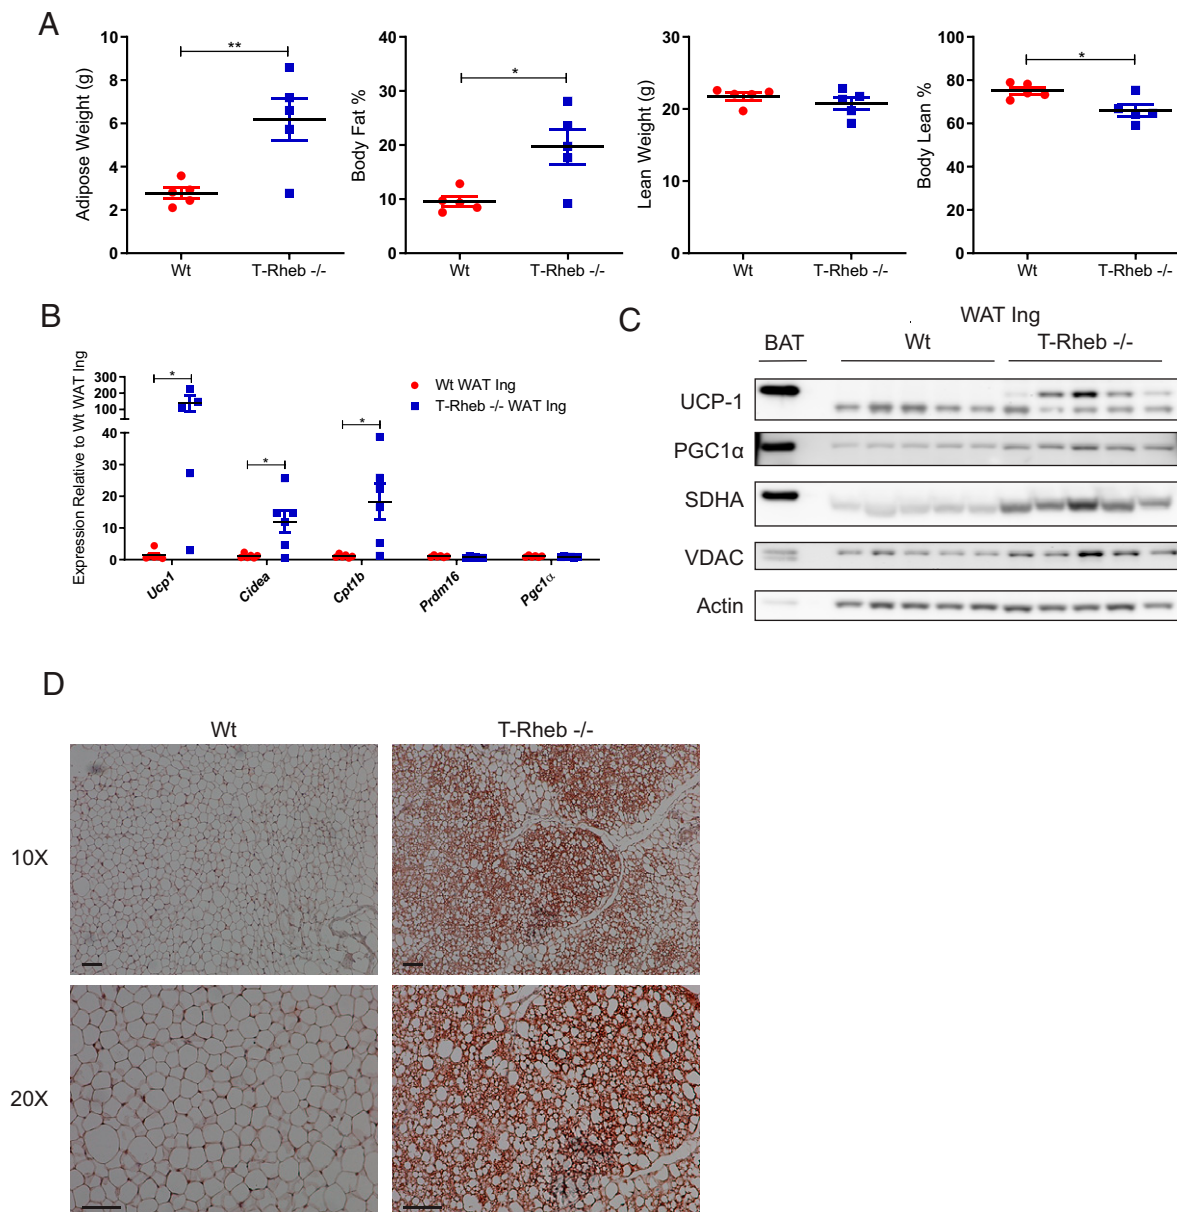 A
Adipose Weight (g)
10
8
6
4
2
0
**
Wt
T-Rheb -/-
Body Fat %
40
30
20
10
0
*
Wt
T-Rheb -/-
Lean Weight (g)
30
20
10
0
Wt
T-Rheb -/-
Body Lean %
100
80
60
40
20
0
*
Wt
T-Rheb -/-
B
Expression Relative to Wt WAT Ing
300
200
100
40
30
20
10
0
*
*
*
Wt WAT Ing
T-Rheb -/- WAT Ing
Ucp1
Cidea
Cpt1b
Prdm16
Pgc1α
C
WAT Ing
BAT
Wt
T-Rheb -/-
UCP-1
PGC1α
SDHA
VDAC
Actin
D
Wt
T-Rheb -/-
10X
20X